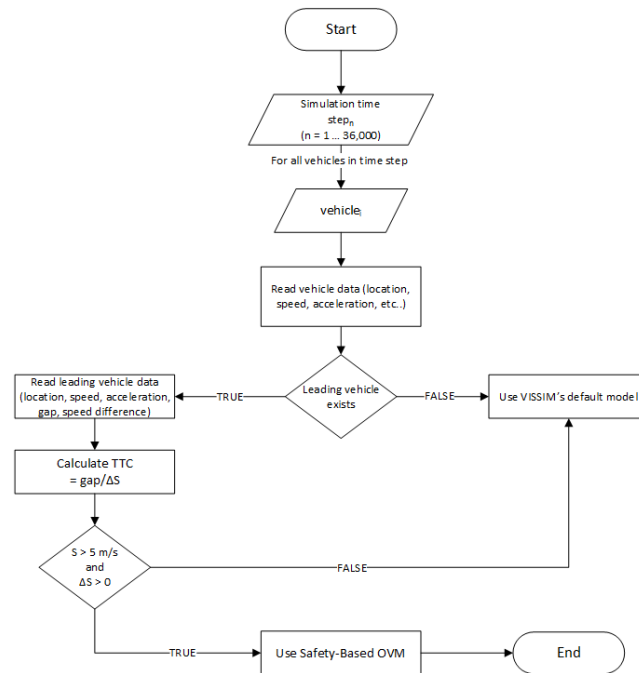 Start
Simulation time
stepₙ
(n = 1 ... 36,000)
For all vehicles in time step
vehicleᵢ
Read vehicle data (location,
speed, acceleration, etc..)
Leading vehicle
exists
TRUE
FALSE
Read leading vehicle data
(location, speed, acceleration,
gap, speed difference)
Use VISSIM's default model
Calculate TTC
= gap/ΔS
S > 5 m/s
and
ΔS > 0
FALSE
TRUE
Use Safety-Based OVM
End